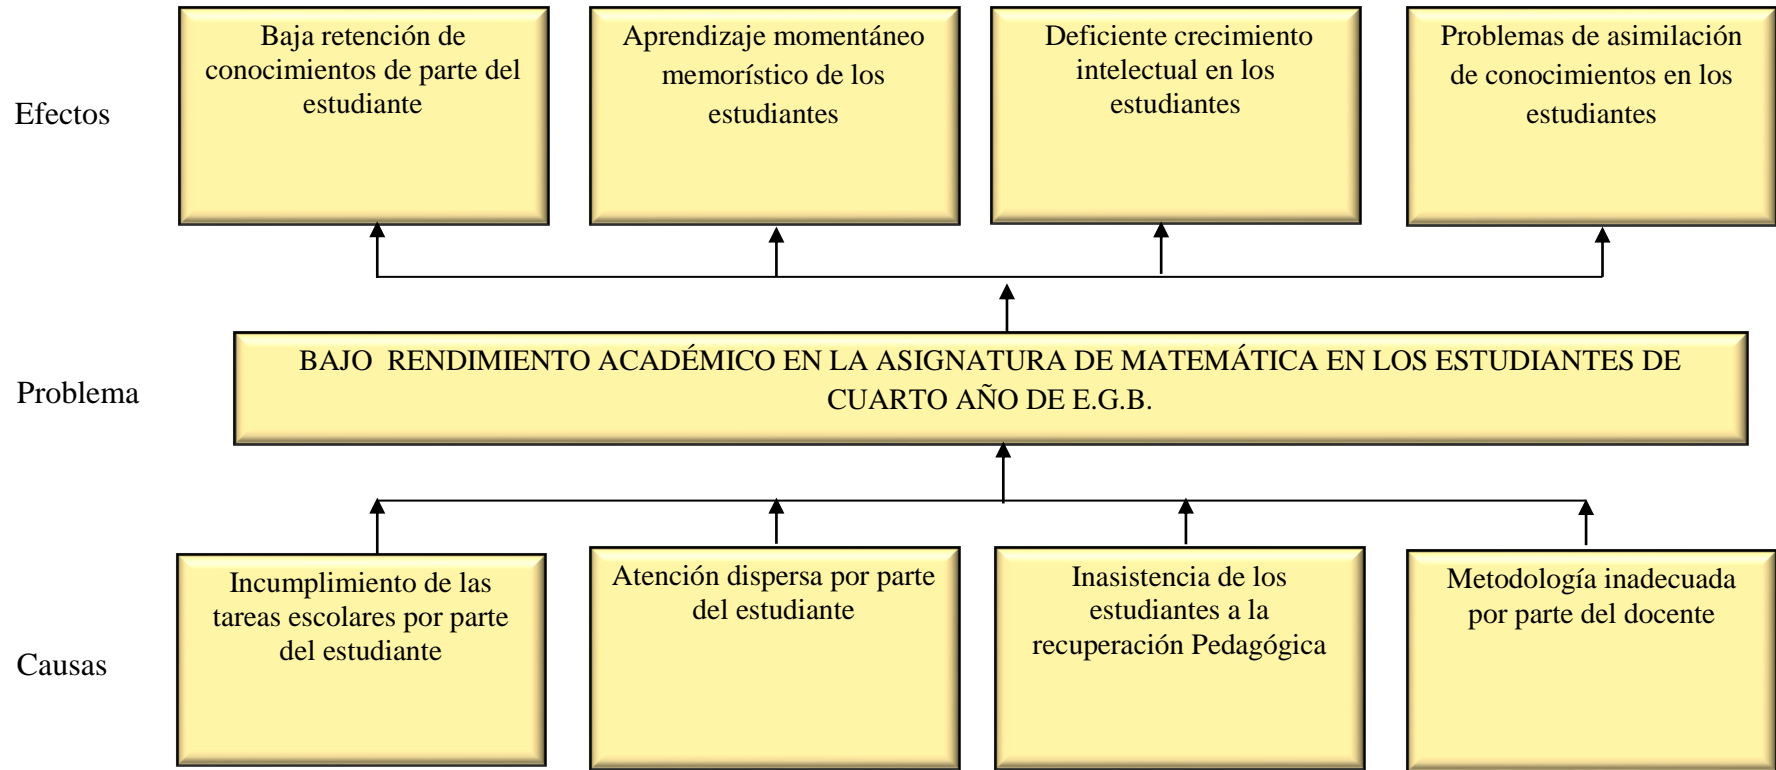 Efectos
Baja retención de
conocimientos de parte del
estudiante
Aprendizaje momentáneo
memorístico de los
estudiantes
Deficiente crecimiento
intelectual en los
estudiantes
Problemas de asimilación
de conocimientos en los
estudiantes
Problema
BAJO RENDIMIENTO ACADÉMICO EN LA ASIGNATURA DE MATEMÁTICA EN LOS ESTUDIANTES DE
CUARTO AÑO DE E.G.B.
Causas
Incumplimiento de las
tareas escolares por parte
del estudiante
Atención dispersa por parte
del estudiante
Inasistencia de los
estudiantes a la
recuperación Pedagógica
Metodología inadecuada
por parte del docente